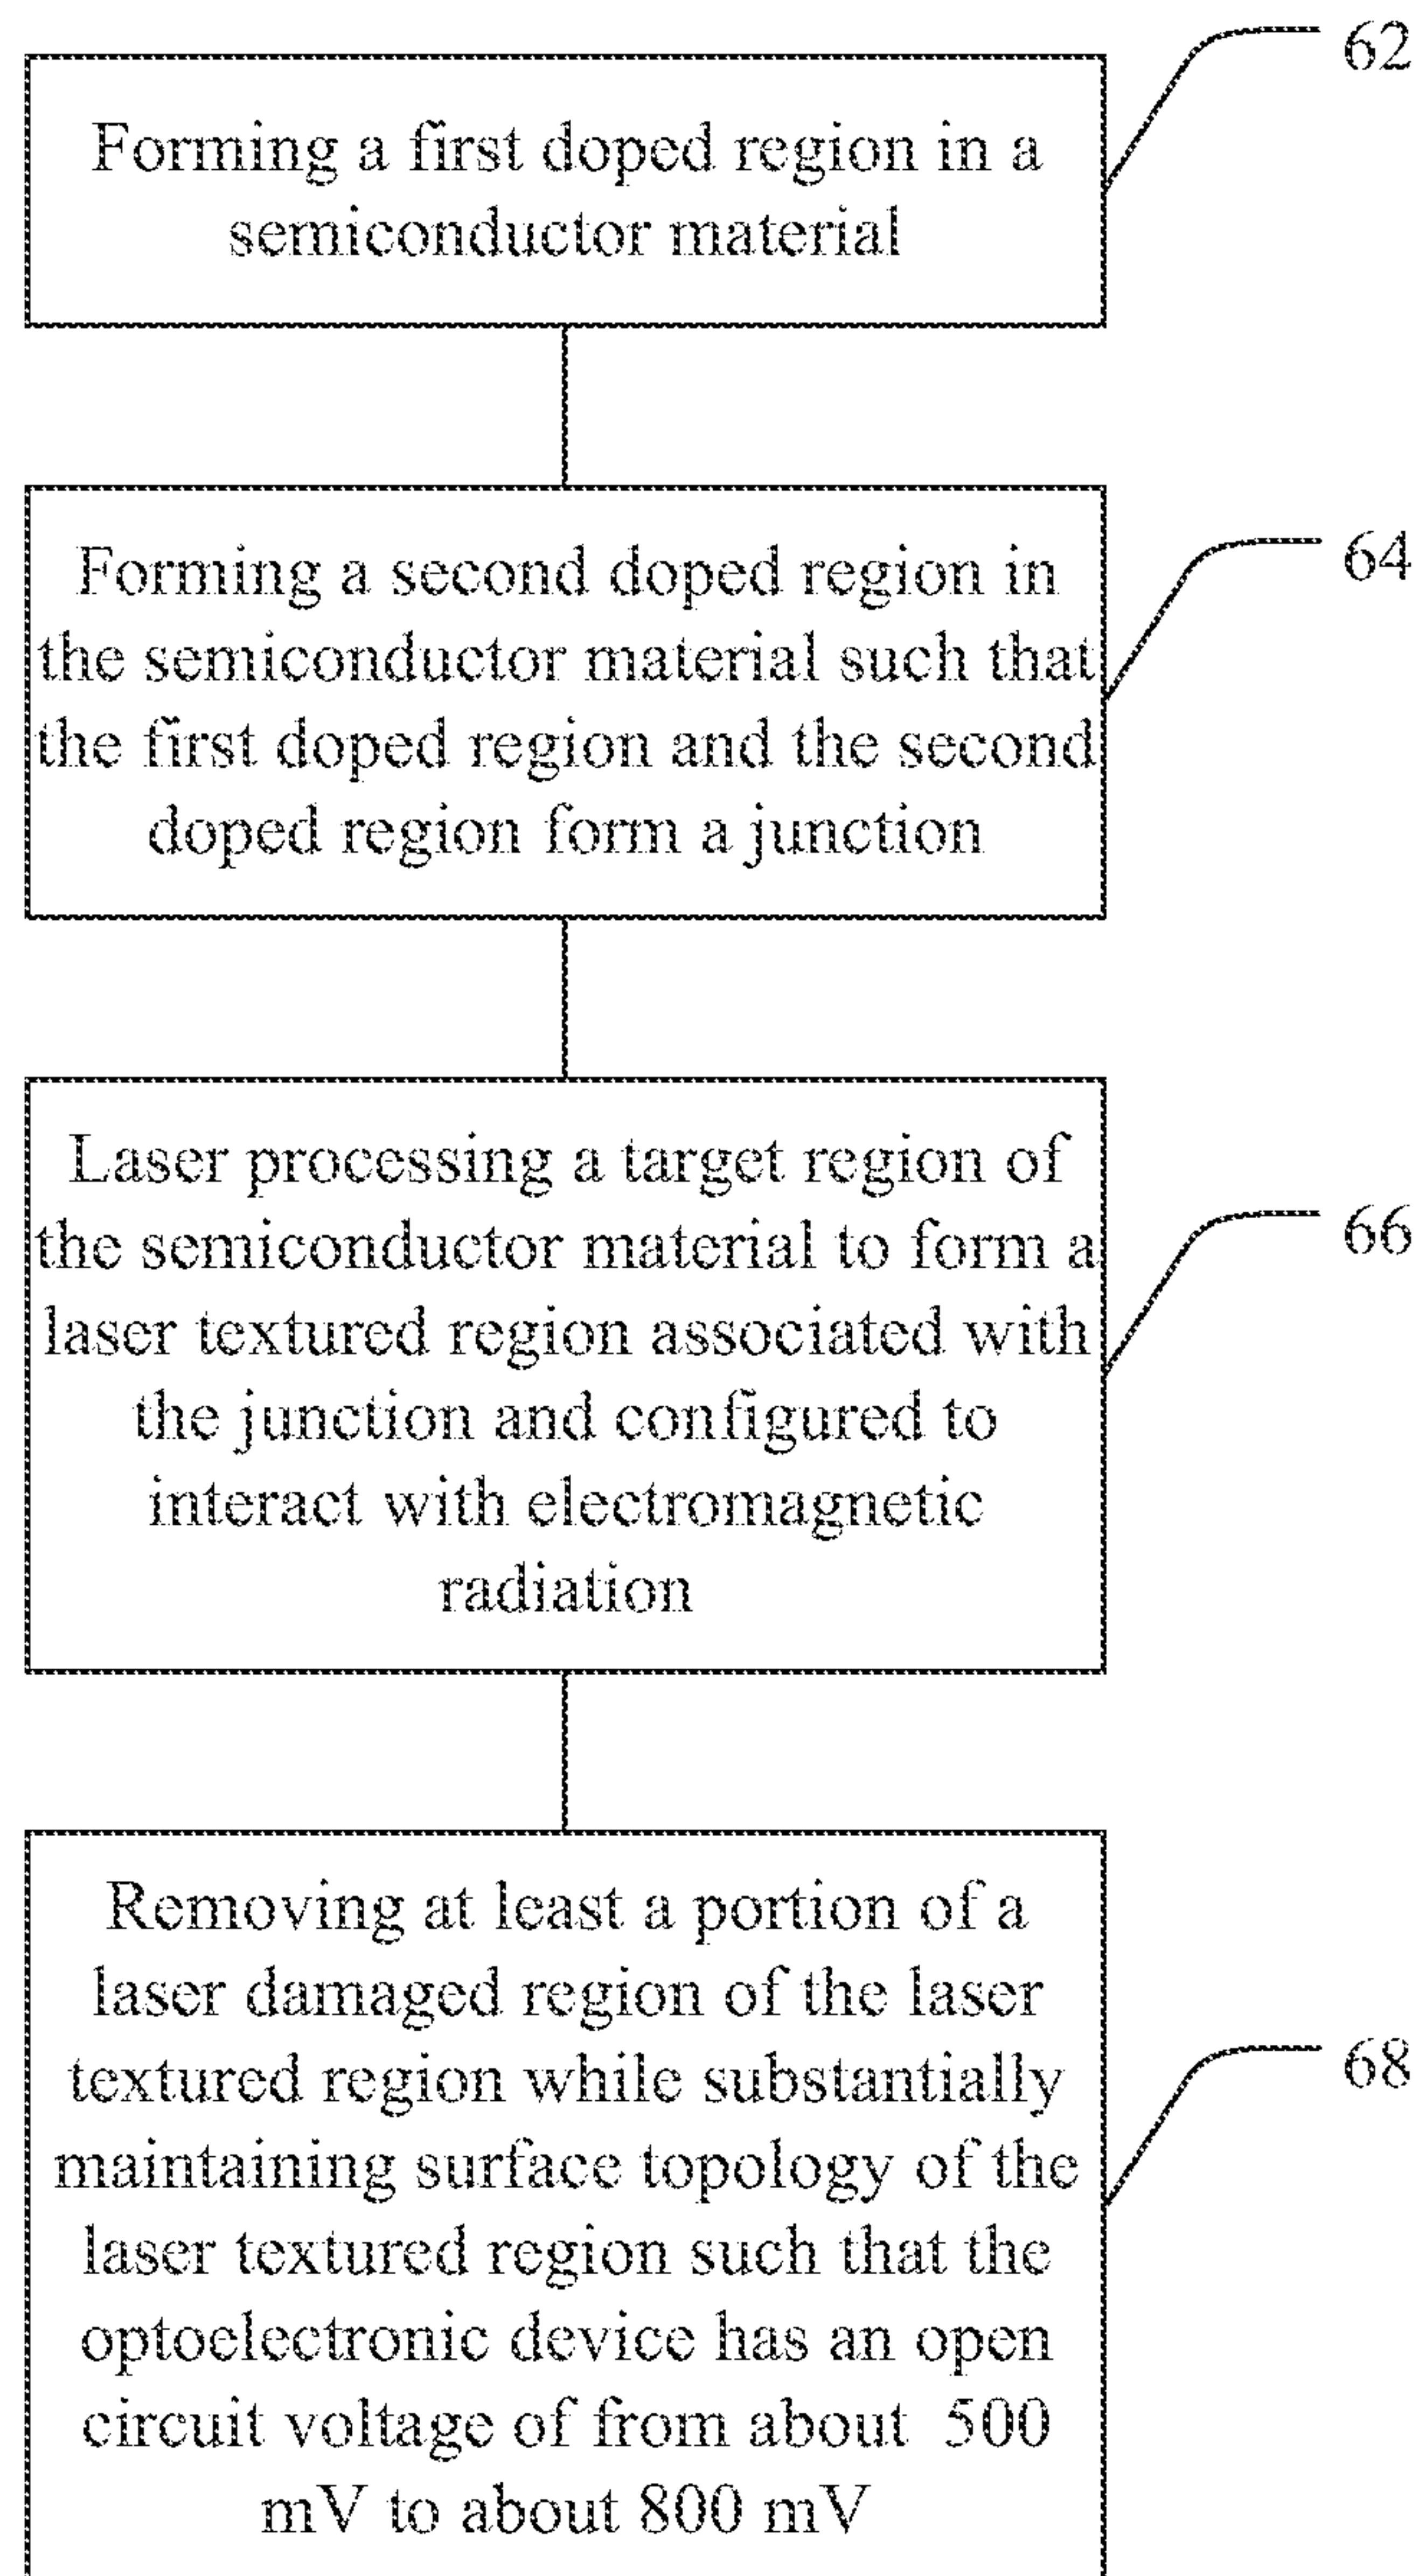 62
Forming a first doped region in a
semiconductor material
64
Forming a second doped region in
the semiconductor material such that
the first doped region and the second
doped region form a junction
66
Laser processing a target region of
the semiconductor material to form a
laser textured region associated with
the junction and configured to
interact with electromagnetic
radiation
68
Removing at least a portion of a
laser damaged region of the laser
textured region while substantially
maintaining surface topology of the
laser textured region such that the
optoelectronic device has an open
circuit voltage of from about 500
mV to about 800 mV